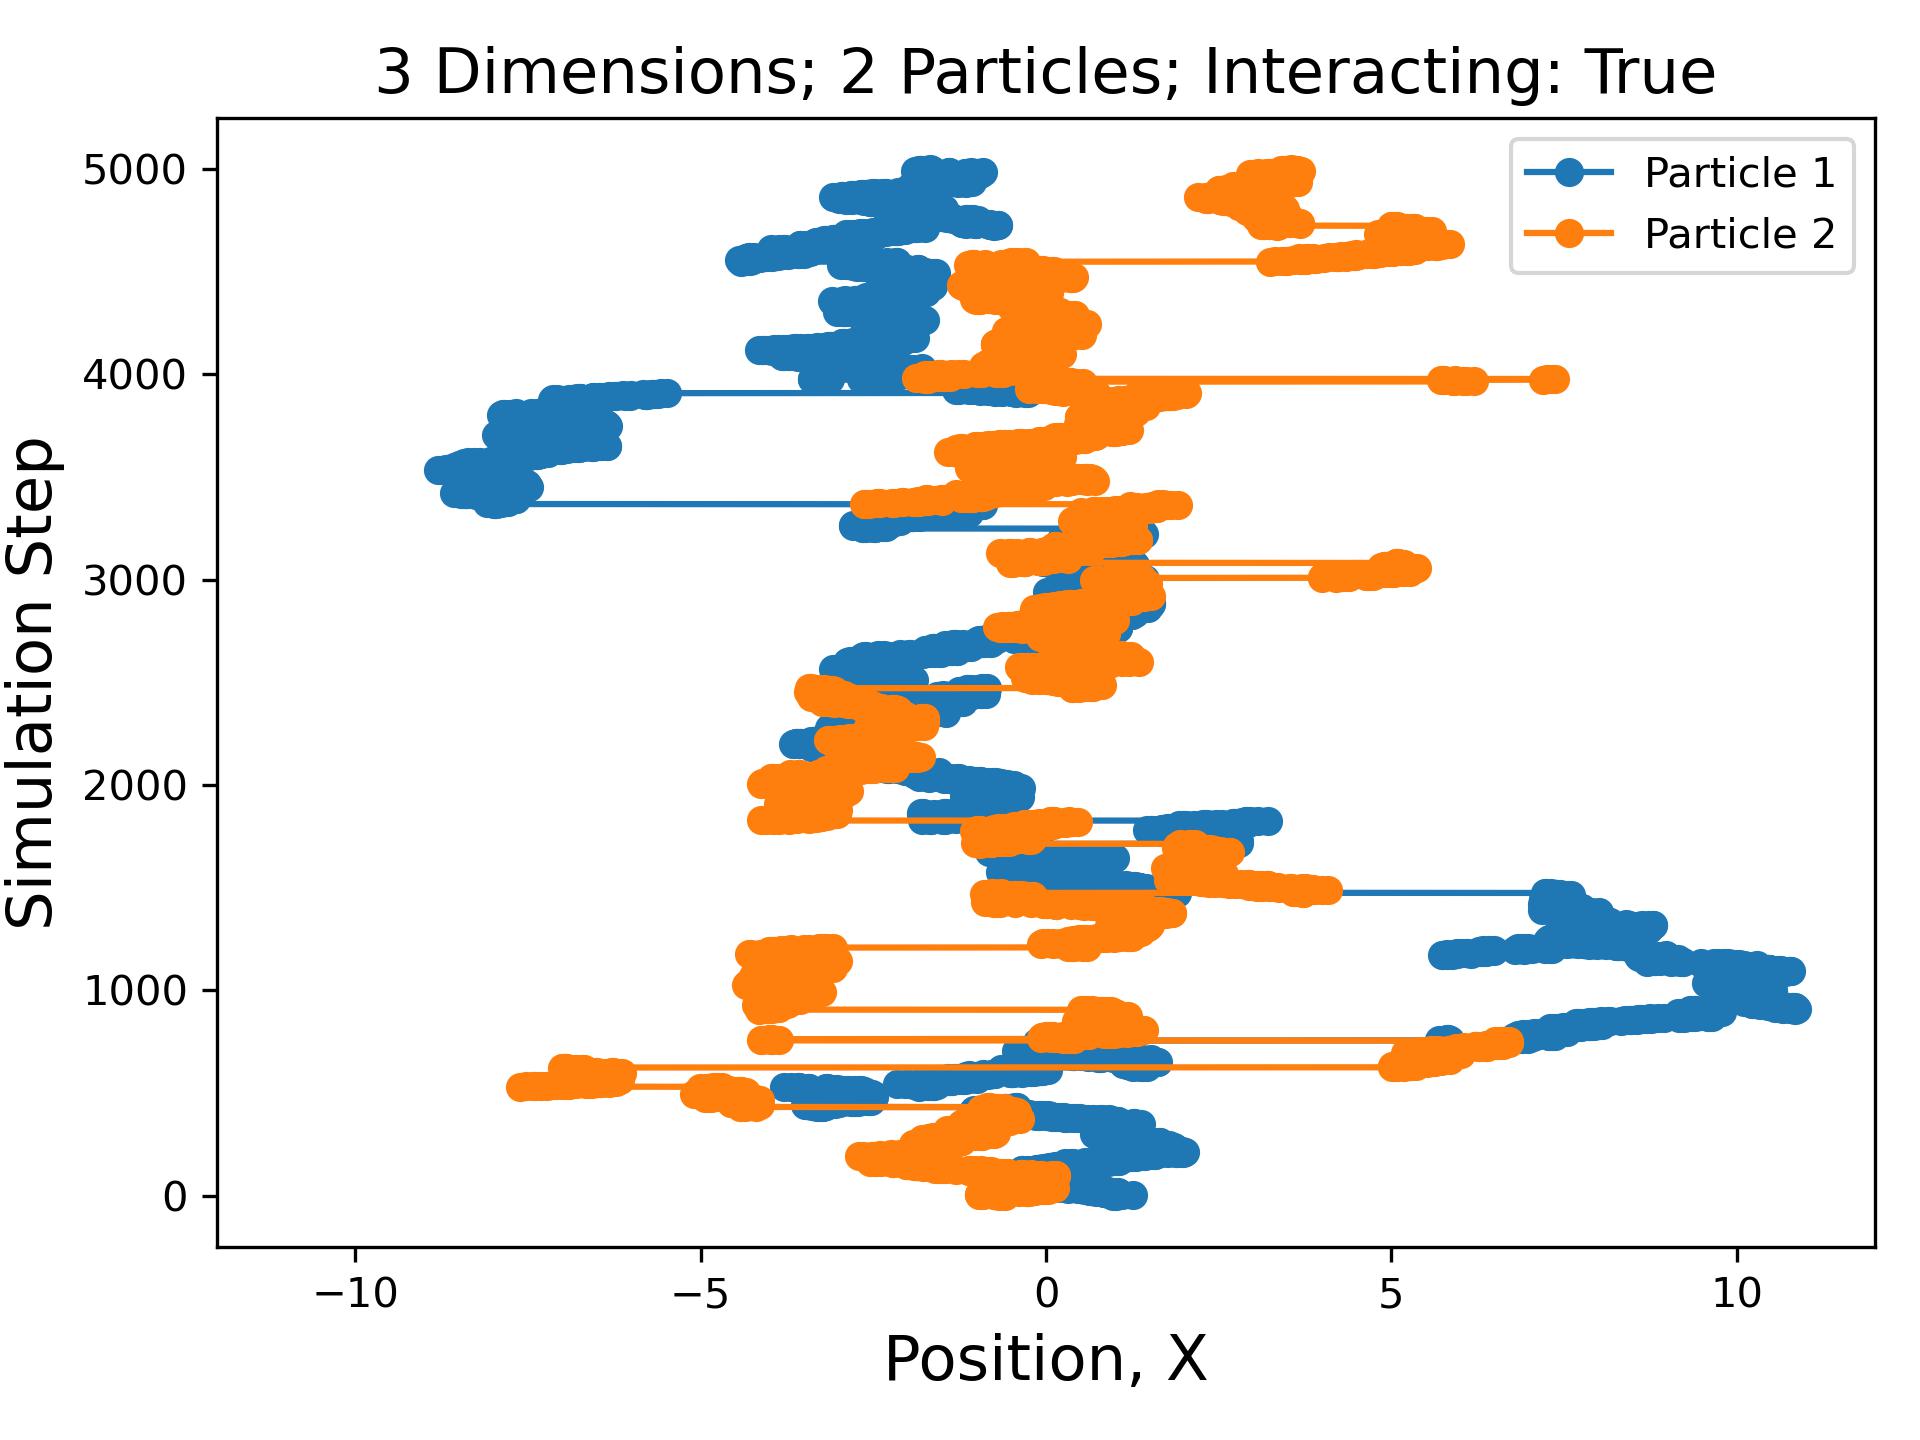 3 Dimensions; 2 Particles; Interacting: True
Particle 1
Particle 2
5000
4000
3000
2000
1000
0
Simulation Step
−10
−5
0
5
10
Position, X